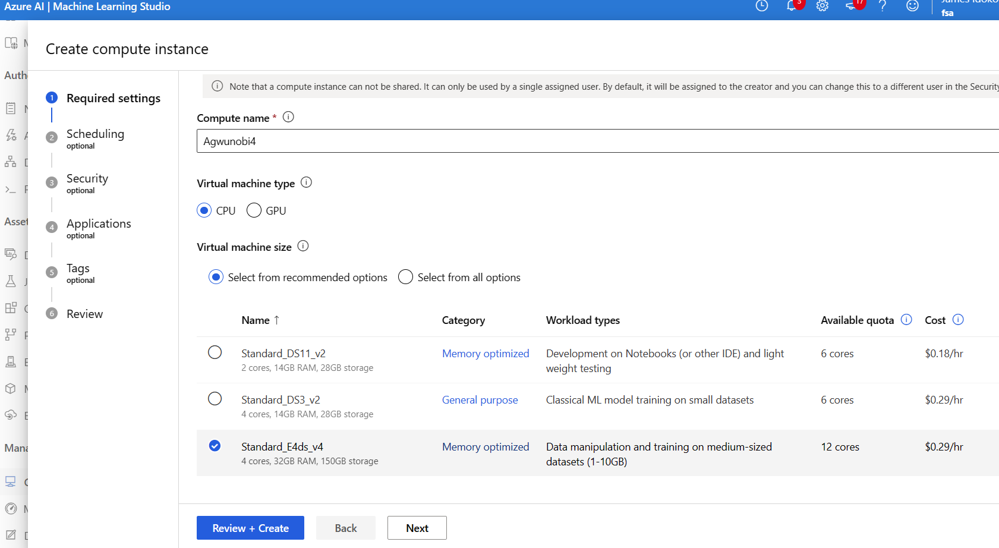 Azure AI | Machine Learning Studio
3
17
fsa
Create compute instance
Auth
Asset
Mana
1 Required settings
2 Scheduling
optional
3 Security
optional
4 Applications
optional
5 Tags
optional
6 Review
Note that a compute instance can not be shared. It can only be used by a single assigned user. By default, it will be assigned to the creator and you can change this to a different user in the Security
Compute name *
Agwunobi4
Virtual machine type
CPU GPU
Virtual machine size
Select from recommended options Select from all options
Name ↑ Category Workload types Available quota Cost
Standard_DS11_v2 Memory optimized Development on Notebooks (or other IDE) and light 6 cores $0.18/hr
2 cores, 14GB RAM, 28GB storage weight testing
Standard_DS3_v2 General purpose Classical ML model training on small datasets 6 cores $0.29/hr
4 cores, 14GB RAM, 28GB storage
Standard_E4ds_v4 Memory optimized Data manipulation and training on medium-sized 12 cores $0.29/hr
4 cores, 32GB RAM, 150GB storage datasets (1-10GB)
Review + Create Back Next